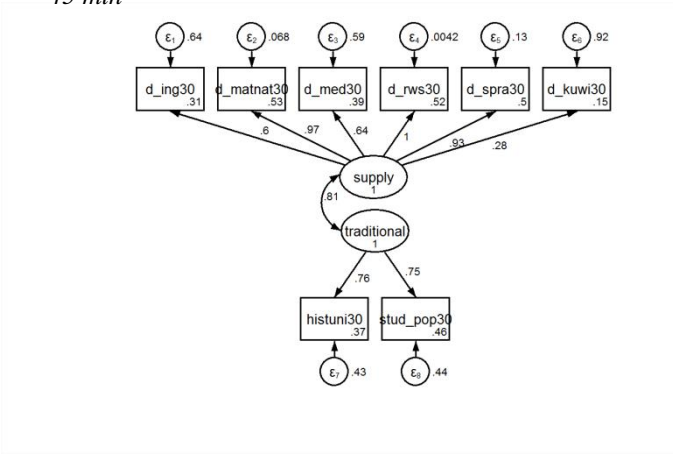 15 min
ε₁ .64 ε₂ .068 ε₃ .59 ε₄ .0042 ε₅ .13 ε₆ .92
d_ing30 d_matnat30 d_med30 d_rws30 d_spra30 d_kuwi30
.31 .53 .39 .52 .5 .15
.6 .97 .64 1 .93 .28
supply
1
.81
traditional
1
.76 .75
histuni30 stud_pop30
.37 .46
ε₇ .43 ε₈ .44